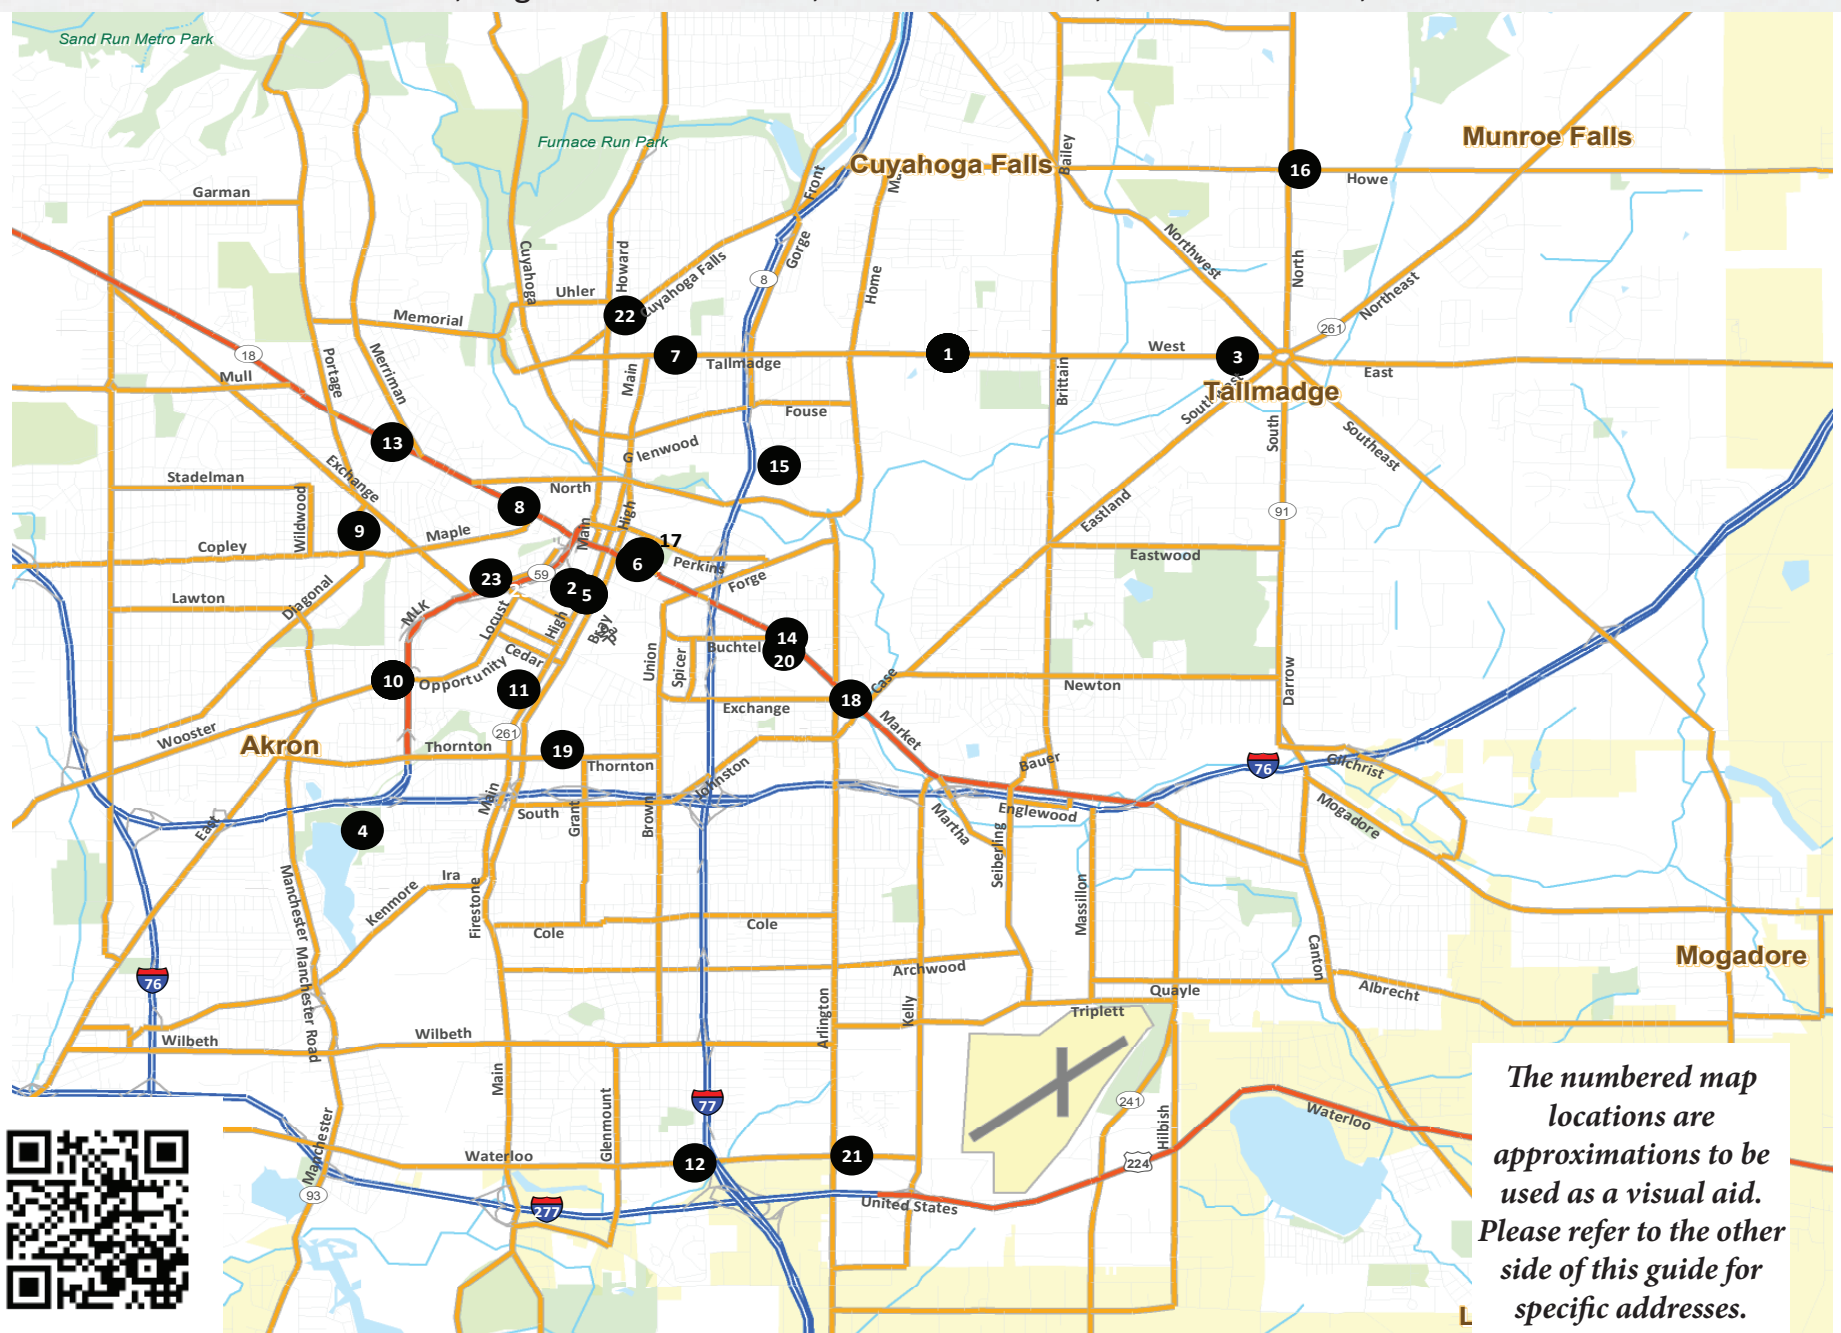 Sand Run Metro Park
Furnace Run Park
Munroe Falls
Cuyahoga Falls
Bailey
16
Howe
Front
Garman
Gorge
Northwest
Cuyahoga
Howard
Cuyahoga Falls
8
Home
North
Northeast
Uhler
22
Memorial
261
18
Portage
Merriman
7
Tallmadge
1
West
3
East
Mull
Main
Brittain
Tallmadge
Fouse
South
Southeast
13
Glenwood
15
Exchange
Stadelman
Wildwood
North
8
High
Eastland
91
9
Maple
Main
17
Copley
6
Perkins
Eastwood
23
59
2
5
Forge
Lawton
Diagonal
MLK
Locust
High
14
Buchtel
20
Union
Spicer
Cedar
10
Opportunity
11
18
Case
Newton
Darrow
Exchange
Market
Wooster
Akron
261
Thornton
19
Thornton
Johnston
Bauer
76
Gilchrist
Main
South
Grant
Brown
Englewood
Martha
Mogadore
East
4
Seiberling
Manchester
Kenmore
Ira
Firestone
Massillon
Cole
Cole
Canton
Mogadore
76
Manchester Road
Archwood
Quayle
Albrecht
Arlington
Kelly
Triplett
Wilbeth
Wilbeth
Main
Glenmount
77
241
Hilbish
Waterloo
Manchester
Waterloo
12
21
224
93
277
United States
The numbered map
locations are
approximations to be
used as a visual aid.
Please refer to the other
side of this guide for
specific addresses.